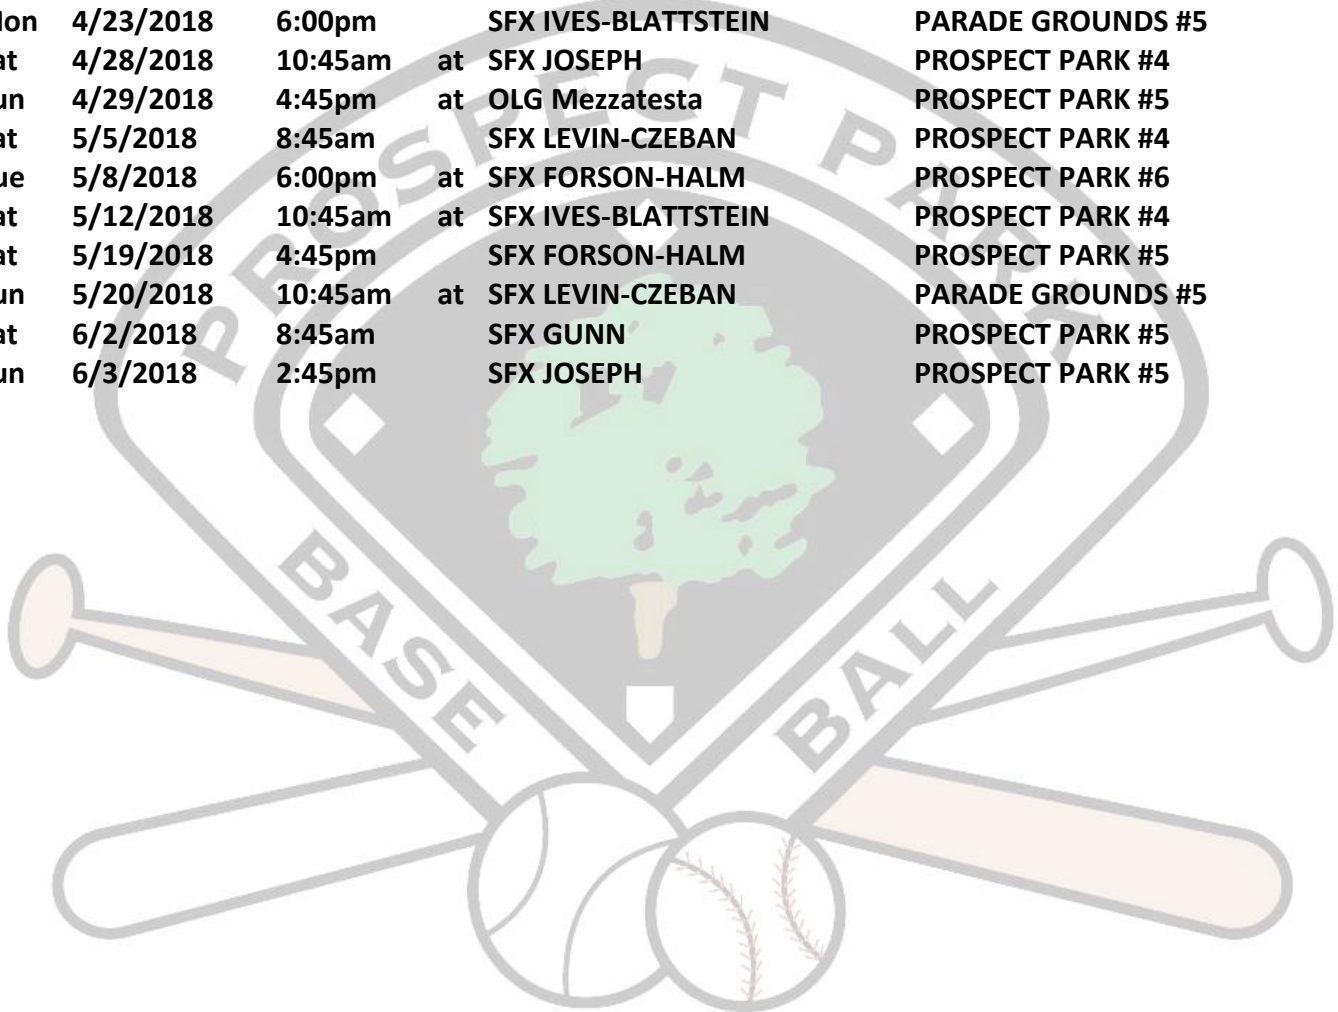 on 4/23/2018 6:00pm SFX IVES-BLATTSTEIN PARADE GROUNDS #5
at 4/28/2018 10:45am at SFX JOSEPH PROSPECT PARK #4
un 4/29/2018 4:45pm at OLG Mezzatesta PROSPECT PARK #5
at 5/5/2018 8:45am SFX LEVIN-CZEBAN PROSPECT PARK #4
ue 5/8/2018 6:00pm at SFX FORSON-HALM PROSPECT PARK #6
at 5/12/2018 10:45am at SFX IVES-BLATTSTEIN PROSPECT PARK #4
at 5/19/2018 4:45pm SFX FORSON-HALM PROSPECT PARK #5
un 5/20/2018 10:45am at SFX LEVIN-CZEBAN PARADE GROUNDS #5
at 6/2/2018 8:45am SFX GUNN PROSPECT PARK #5
un 6/3/2018 2:45pm SFX JOSEPH PROSPECT PARK #5
PROSPECT PARK
BASE BALL